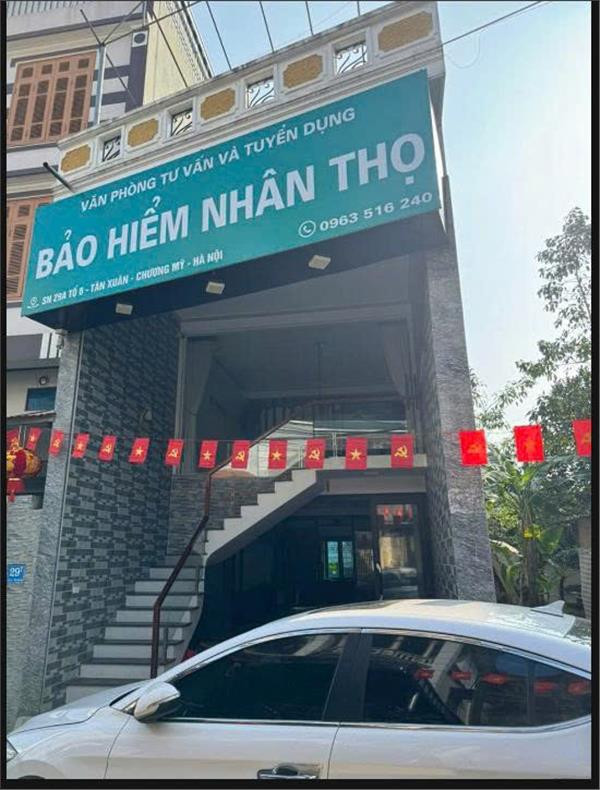 VĂN PHÒNG TƯ VẤN VÀ TUYỂN DỤNG
BẢO HIỂM NHÂN THỌ
0963 516 240
SN 29A TỔ 8 - TÂN XUÂN - CHƯƠNG MỸ - HÀ NỘI